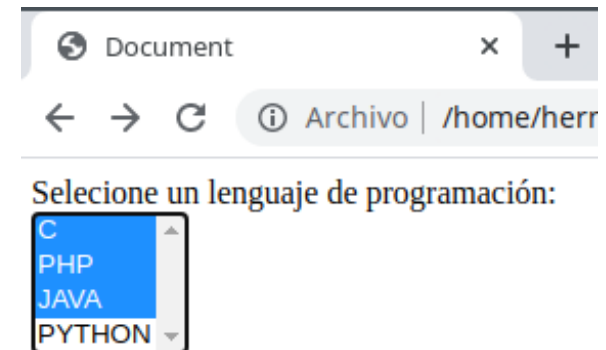 Document
Archivo | /home/herr
Selecione un lenguaje de programación:
C
PHP
JAVA
PYTHON